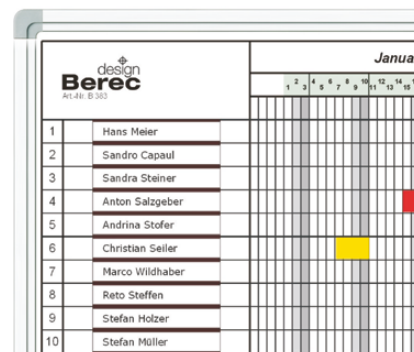 design
Berec
Art.-Nr. B 383
Janua
2 4 6 8 10 12 14
1 3 5 7 9 11 13 15
1 Hans Meier
2 Sandro Capaul
3 Sandra Steiner
4 Anton Salzgeber
5 Andrina Stofer
6 Christian Seiler
7 Marco Wildhaber
8 Reto Steffen
9 Stefan Holzer
10 Stefan Müller